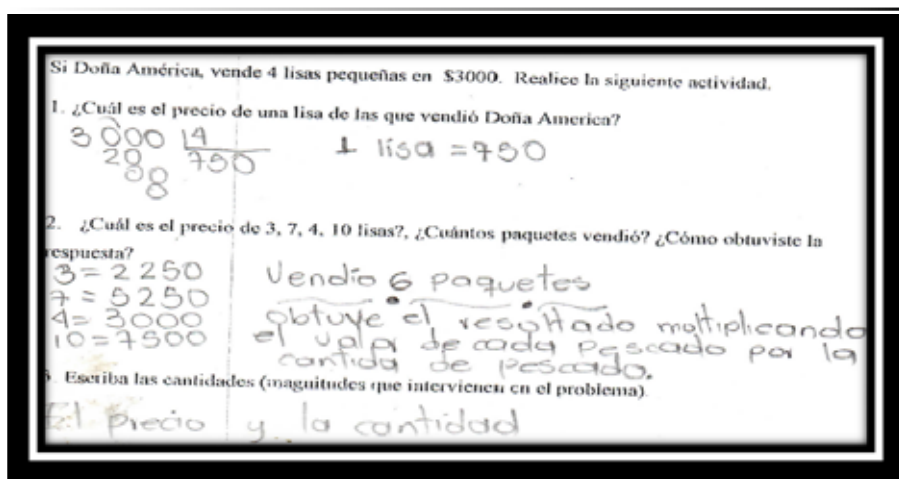 Si Doña América, vende 4 lisas pequeñas en $3000. Realice la siguiente actividad.
1. ¿Cuál es el precio de una lisa de las que vendió Doña America?
3000 14
20 750 1 lisa = 750
00
0
2. ¿Cuál es el precio de 3, 7, 4, 10 lisas?, ¿Cuántos paquetes vendió? ¿Cómo obtuviste la
respuesta?
3 = 2250 Vendio 6 paquetes
7 = 5250
4 = 3000 obtuve el resultado moltiplicando
10 = 7500 el valor de cada pescado por la
cantida de pescado.
. Escriba las cantidades (magnitudes que intervienen en el problema).
El precio y la cantidad